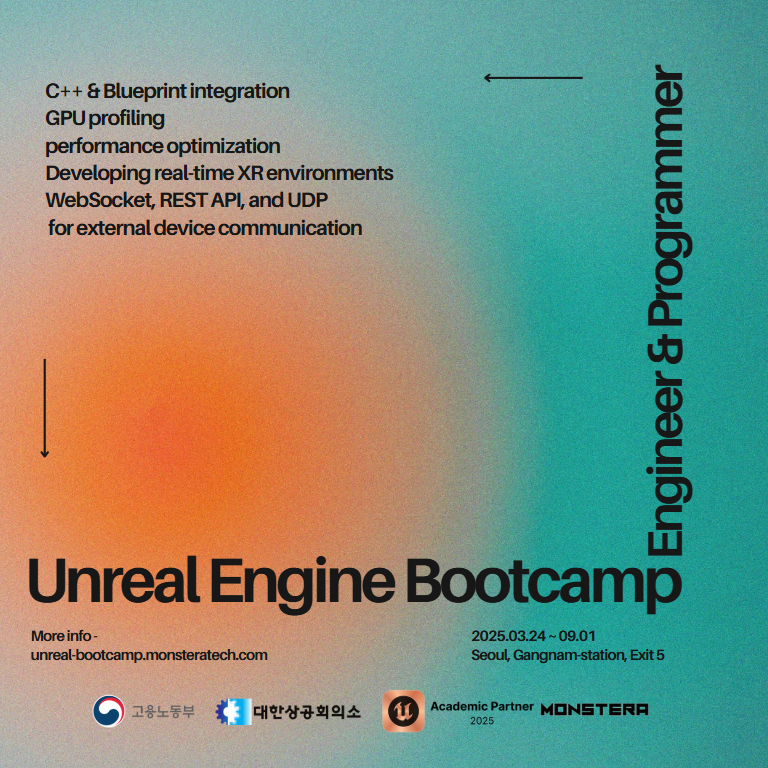 C++ & Blueprint integration
GPU profiling
performance optimization
Developing real-time XR environments
WebSocket, REST API, and UDP
for external device communication
Engineer & Programmer
Unreal Engine Bootcamp
More info -
unreal-bootcamp.monsteratech.com
2025.03.24 ~ 09.01
Seoul, Gangnam-station, Exit 5
고용노동부
대한상공회의소
Academic Partner
2025
MONSTERA